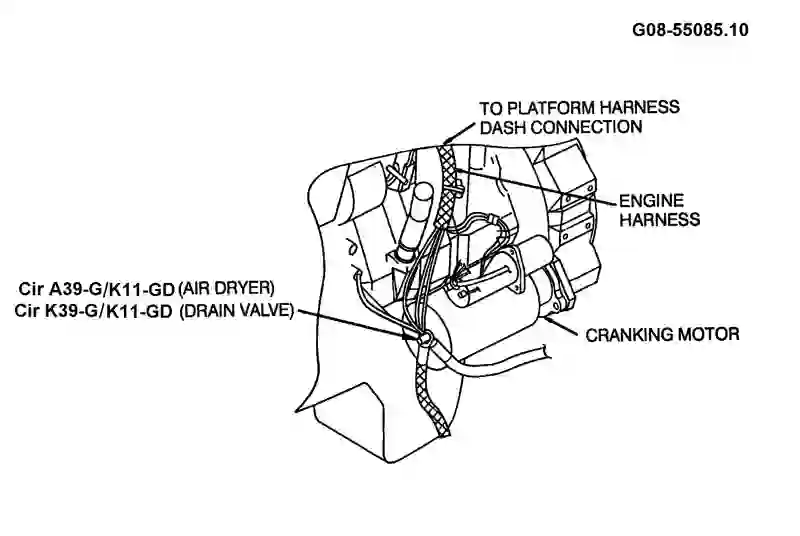 G08-55085.10
TO PLATFORM HARNESS
DASH CONNECTION
ENGINE
HARNESS
Cir A39-G/K11-GD (AIR DRYER)
Cir K39-G/K11-GD (DRAIN VALVE)
CRANKING MOTOR